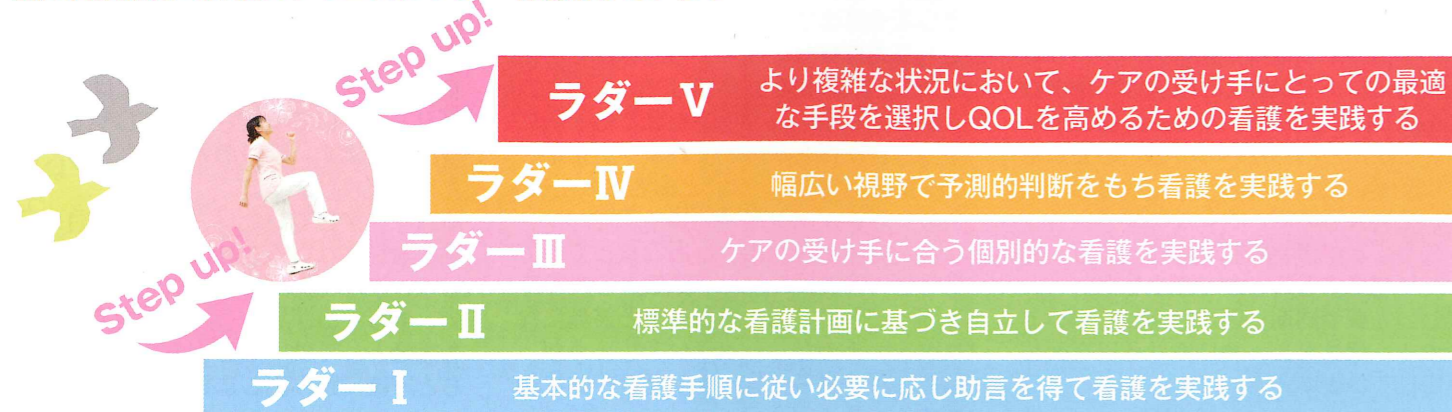 Step up!
ラダーⅤ
より複雑な状況において、ケアの受け手にとっての最適
な手段を選択しQOLを高めるための看護を実践する
ラダーⅣ
幅広い視野で予測的判断をもち看護を実践する
ラダーⅢ
ケアの受け手に合う個別的な看護を実践する
Step up!
ラダーⅡ
標準的な看護計画に基づき自立して看護を実践する
ラダーⅠ
基本的な看護手順に従い必要に応じ助言を得て看護を実践する